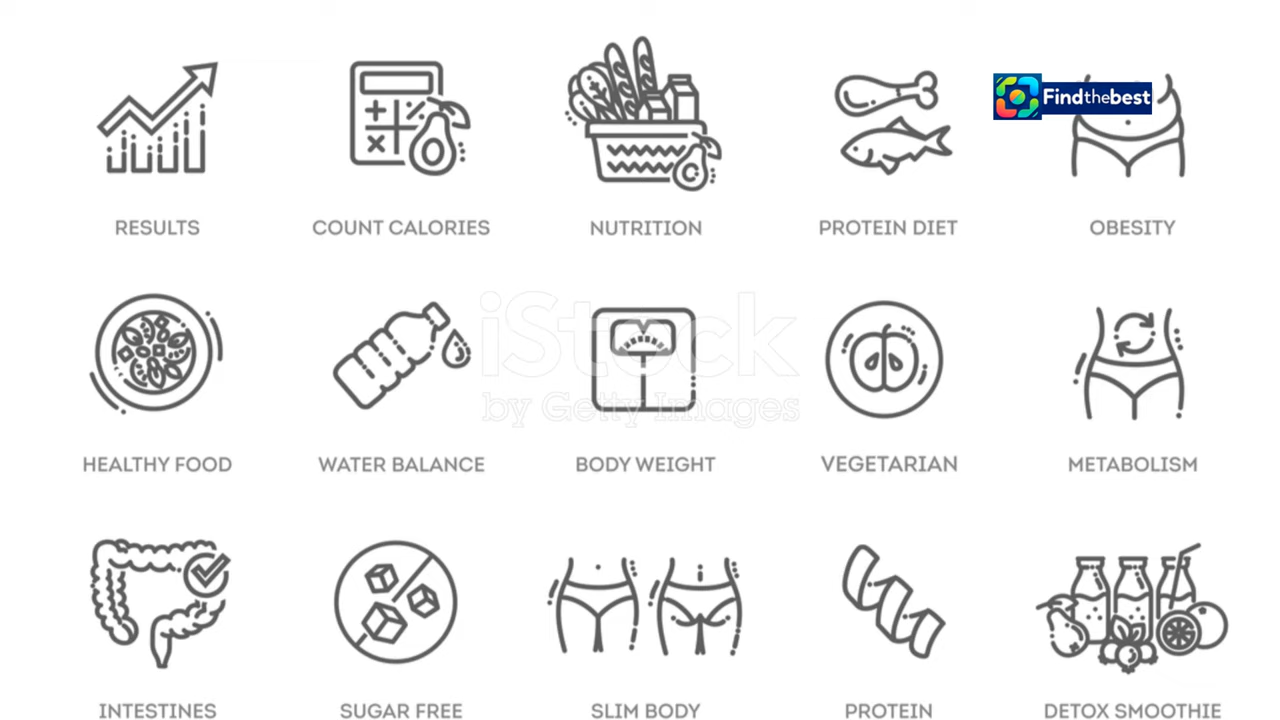 FindtheBest
RESULTS
COUNT CALORIES
NUTRITION
PROTEIN DIET
OBESITY
iStock
by Getty Images
HEALTHY FOOD
WATER BALANCE
BODY WEIGHT
VEGETARIAN
METABOLISM
INTESTINES
SUGAR FREE
SLIM BODY
PROTEIN
DETOX SMOOTHIE